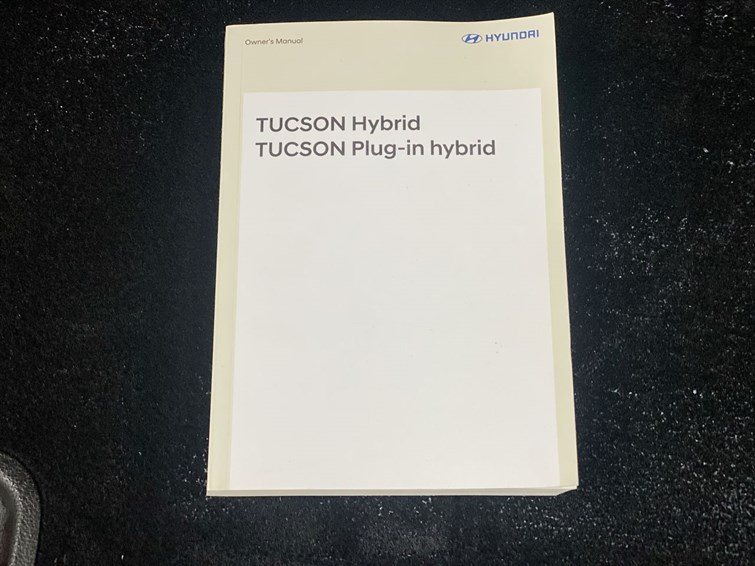 Owner's Manual
HYUNDAI
TUCSON Hybrid
TUCSON Plug-in hybrid